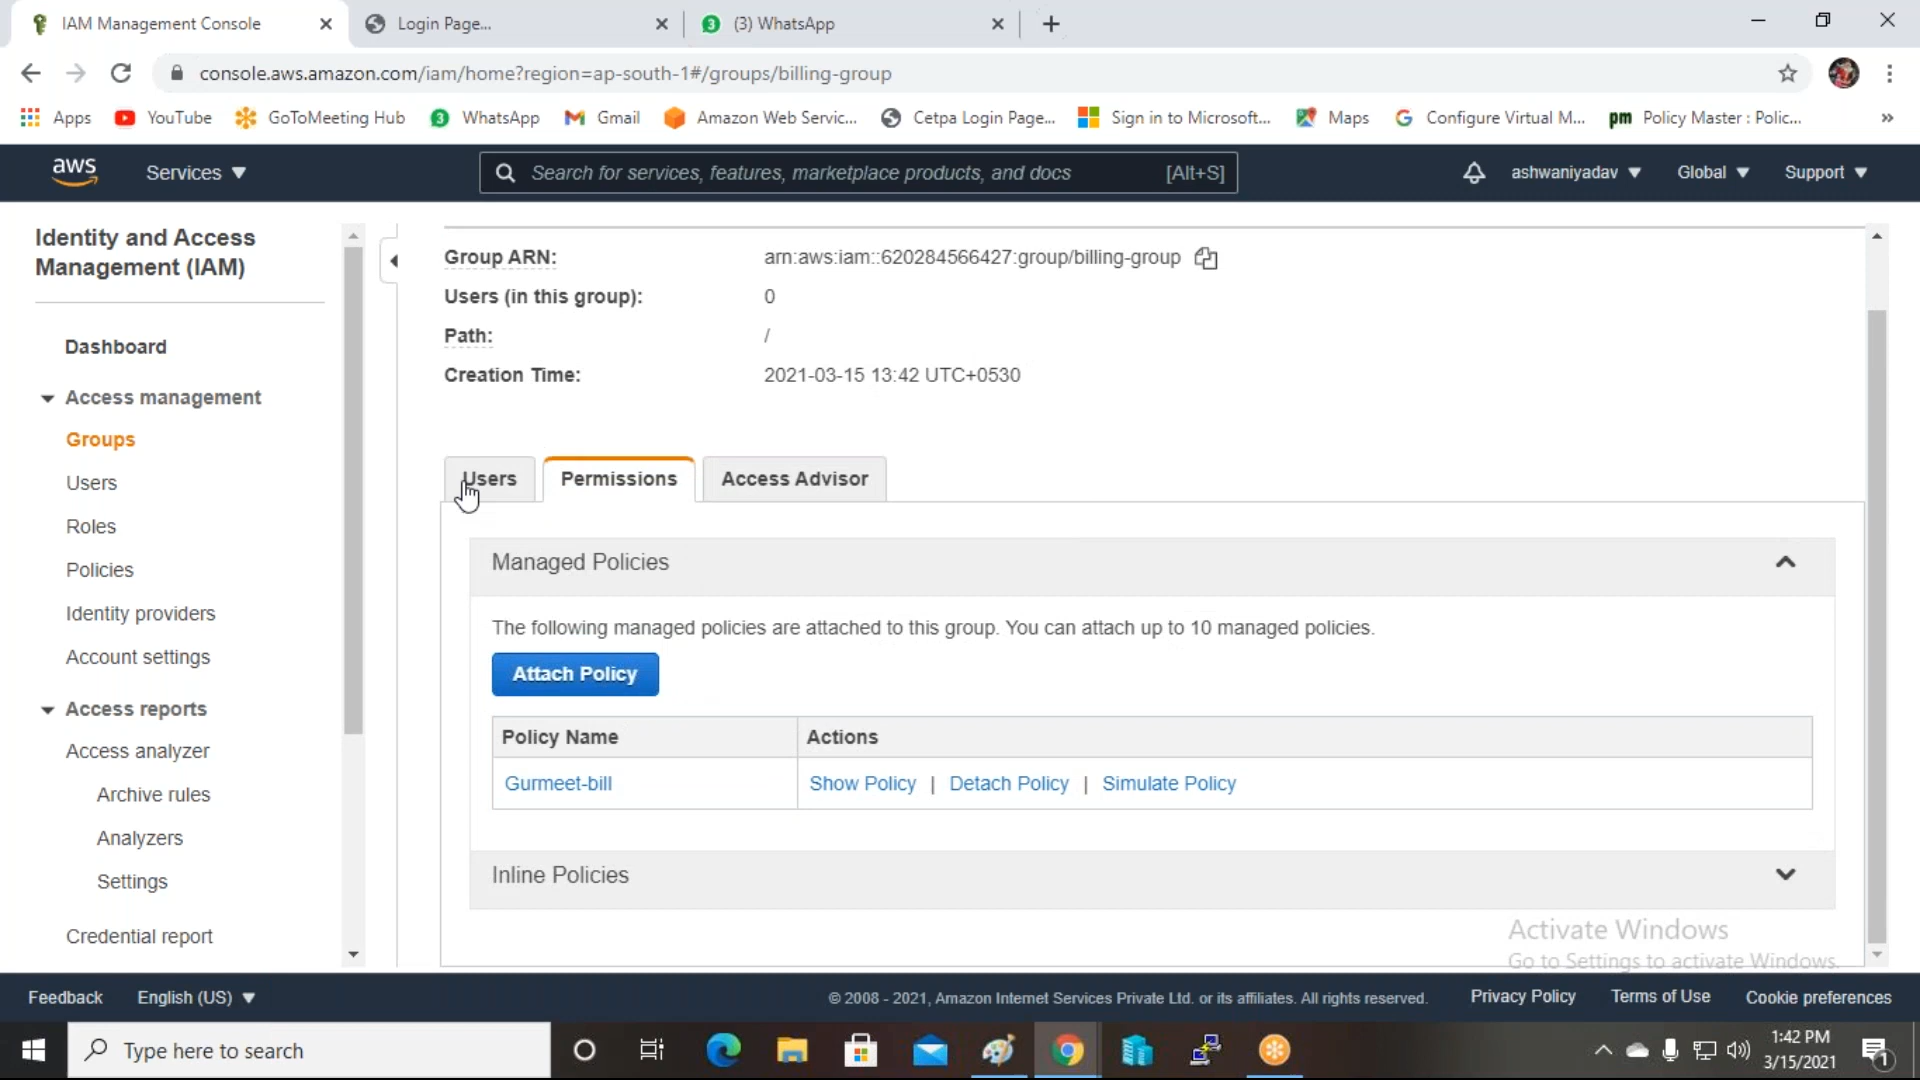 IAM Management Console
Login Page...
(3) WhatsApp
console.aws.amazon.com/iam/home?region=ap-south-1#/groups/billing-group
Apps
YouTube
GoToMeeting Hub
3
WhatsApp
Gmail
Amazon Web Servic...
Cetpa Login Page...
Sign in to Microsoft...
Maps
Configure Virtual M...
pm
Policy Master : Polic...
»
aws
Services
Search for services, features, marketplace products, and docs
[Alt+S]
ashwaniyadav
Global
Support
Identity and Access
Management (IAM)
Dashboard
Access management
Groups
Users
Roles
Policies
Identity providers
Account settings
Access reports
Access analyzer
Archive rules
Analyzers
Settings
Credential report
Group ARN:
arn:aws:iam::620284566427:group/billing-group
Users (in this group):
0
Path:
/
Creation Time:
2021-03-15 13:42 UTC+0530
Users
Permissions
Access Advisor
Managed Policies
The following managed policies are attached to this group. You can attach up to 10 managed policies.
Attach Policy
Policy Name
Actions
Gurmeet-bill
Show Policy | Detach Policy | Simulate Policy
Inline Policies
Activate Windows
Go to Settings to activate Windows.
Feedback
English (US)
© 2008 - 2021, Amazon Internet Services Private Ltd. or its affiliates. All rights reserved.
Privacy Policy
Terms of Use
Cookie preferences
Type here to search
1:42 PM
3/15/2021
1